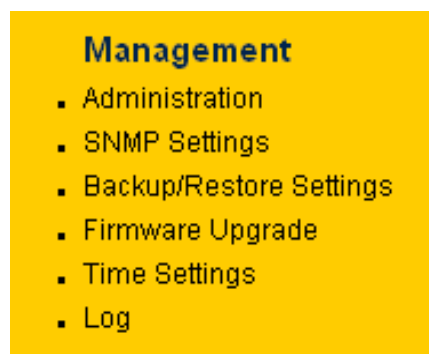 Management
▪ Administration
▪ SNMP Settings
▪ Backup/Restore Settings
▪ Firmware Upgrade
▪ Time Settings
▪ Log